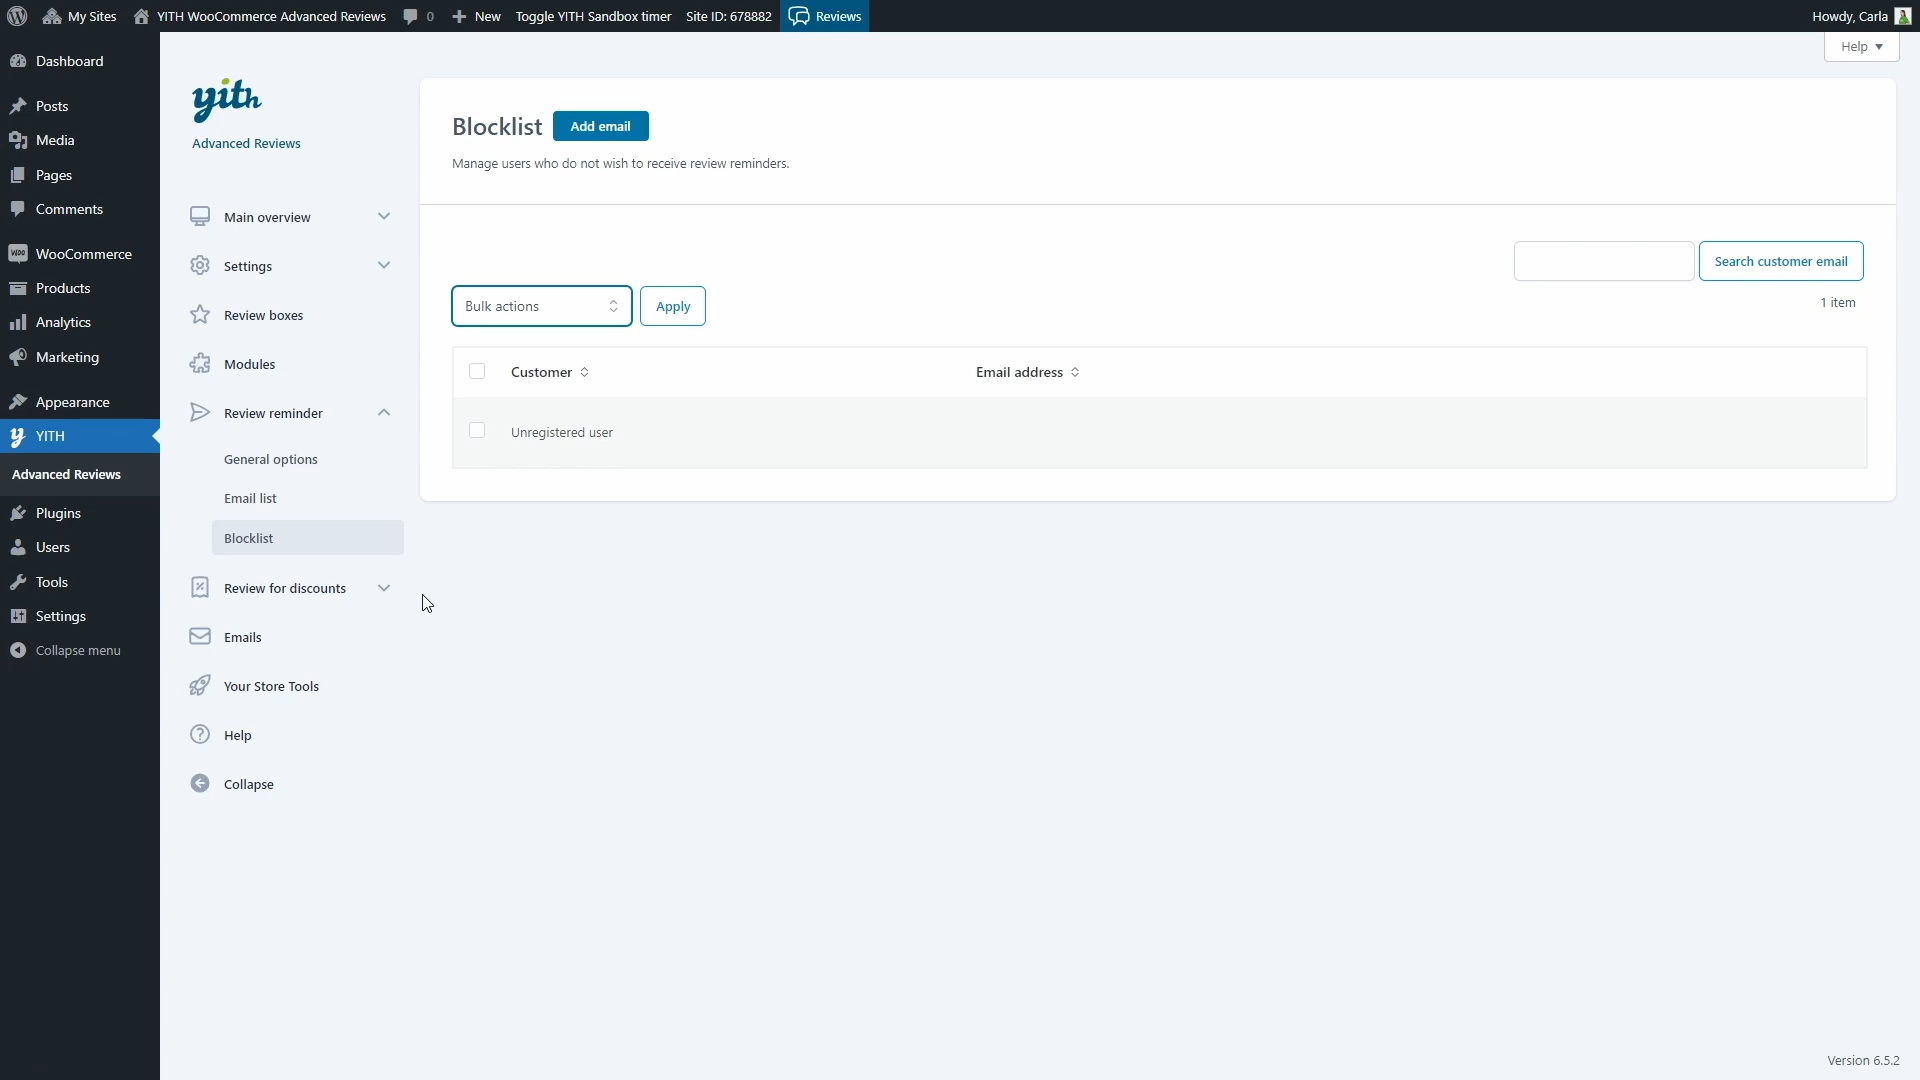 My Sites
YITH WooCommerce Advanced Reviews
0
New
Toggle YITH Sandbox timer
Site ID: 678882
Reviews
Howdy, Carla
Help
Dashboard
Posts
Media
Pages
Comments
WooCommerce
Products
Analytics
Marketing
Appearance
YITH
Advanced Reviews
Plugins
Users
Tools
Settings
Collapse menu
yith
Advanced Reviews
Main overview
Settings
Review boxes
Modules
Review reminder
General options
Email list
Blocklist
Review for discounts
Emails
Your Store Tools
Help
Collapse
Blocklist
Add email
Manage users who do not wish to receive review reminders.
Search customer email
Bulk actions
Apply
1 item
Customer
Email address
Unregistered user
Version 6.5.2